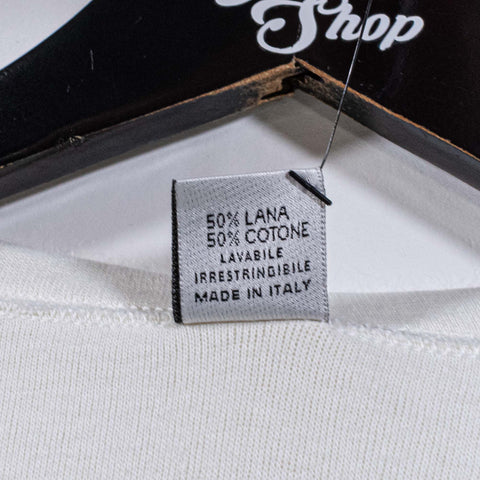 Shop
50% LANA
50% COTONE
LAVABILE
IRRESTRINGIBILE
MADE IN ITALY